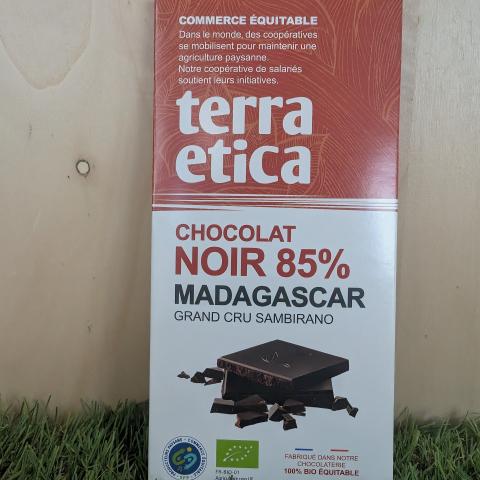 COMMERCE ÉQUITABLE
Dans le monde, des coopératives
se mobilisent pour maintenir une
agriculture paysanne.
Notre coopérative de salariés
soutient leurs initiatives.
terra
etica
CHOCOLAT
NOIR 85%
MADAGASCAR
GRAND CRU SAMBIRANO
FR-BIO-01
FABRIQUÉ DANS NOTRE
CHOCOLATERIE
100% BIO ÉQUITABLE